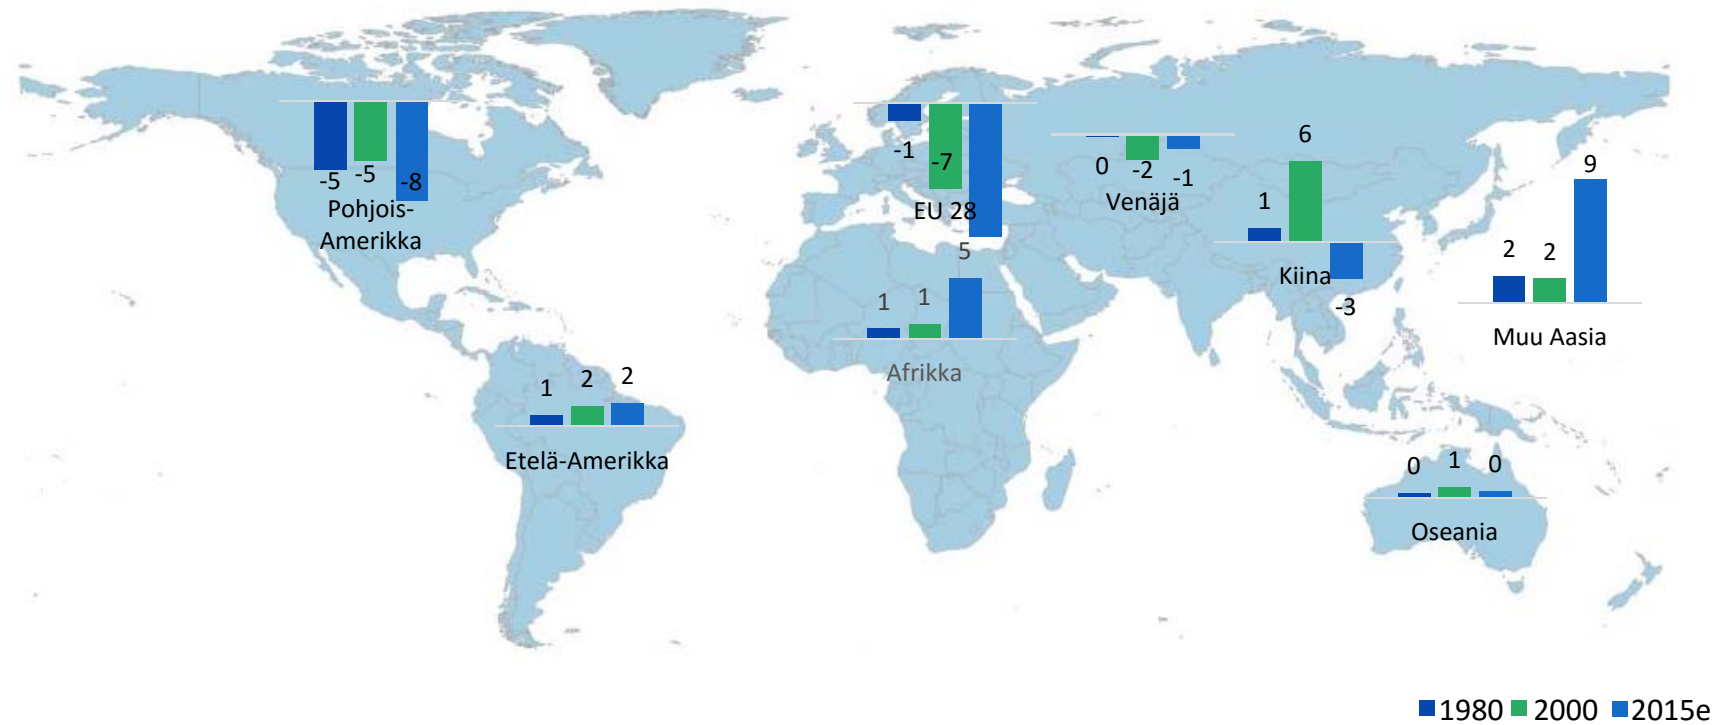 -5 -5 -8
Pohjois-
Amerikka
-1 -7
EU 28
0 -2 -1
Venäjä
1 6
Kiina
-3
2 2 9
Muu Aasia
1 1 5
Afrikka
1 2 2
Etelä-Amerikka
0 1 0
Oseania
1980 2000 2015e